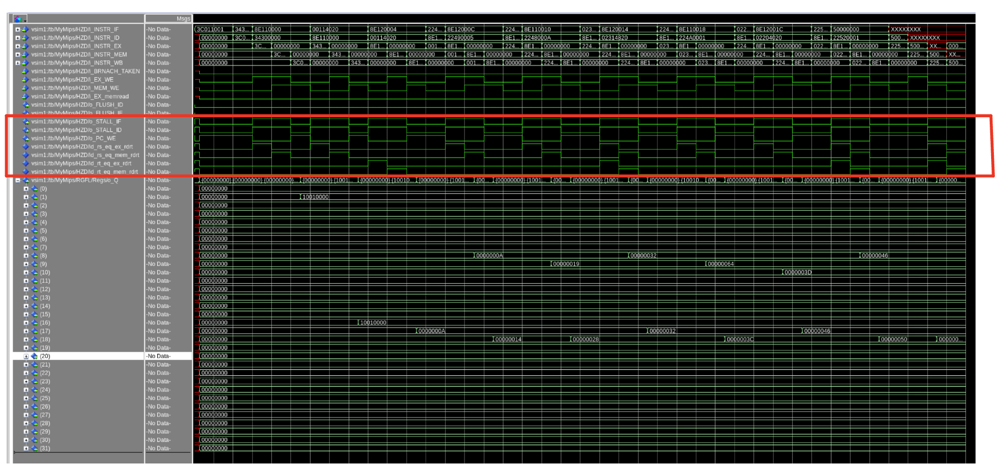 Msgs
vsim1:/tb/MyMips/HZD/i_INSTR_IF -No Data- 3C011001 343... 8E110000 00114020 8E120004 224... 8E12000C 224... 8E110010 023... 8E120014 224... 8E110018 022... 8E12001C 225... 50000000 XXXXXXXX
vsim1:/tb/MyMips/HZD/i_INSTR_ID -No Data- 00000000 3C0... 34300000 8E110000 00114020 8E1... 22490005 8E1... 2248000A 8E1... 02314820 8E1... 224A0001 8E1... 02204020 8E1... 22520001 500... XXXXXXXX
vsim1:/tb/MyMips/HZD/i_INSTR_EX -No Data- 00000000 3C... 00000000 343... 00000000 8E1... 00000000 001... 8E1... 00000000 224... 8E1... 00000000 224... 8E1... 00000000 023... 8E1... 00000000 224... 8E1... 00000000 022... 8E1... 00000000 225... 500... XX... 000...
vsim1:/tb/MyMips/HZD/i_INSTR_MEM -No Data- 00000000 3C... 00000000 343... 00000000 8E1... 00000000 001... 8E1... 00000000 224... 8E1... 00000000 224... 8E1... 00000000 023... 8E1... 00000000 224... 8E1... 00000000 022... 8E1... 00000000 225... 500... XX...
vsim1:/tb/MyMips/HZD/i_INSTR_WB -No Data- 00000000 3C0... 00000000 343... 00000000 8E1... 00000000 001... 8E1... 00000000 224... 8E1... 00000000 224... 8E1... 00000000 023... 8E1... 00000000 224... 8E1... 00000000 022... 8E1... 00000000 225... 500...
vsim1:/tb/MyMips/HZD/i_BRNACH_TAKEN -No Data-
vsim1:/tb/MyMips/HZD/i_EX_WE -No Data-
vsim1:/tb/MyMips/HZD/i_MEM_WE -No Data-
vsim1:/tb/MyMips/HZD/i_EX_memread -No Data-
vsim1:/tb/MyMips/HZD/o_FLUSH_ID -No Data-
vsim1:/tb/MyMips/HZD/o_FLUSH_IF -No Data-
vsim1:/tb/MyMips/HZD/o_STALL_IF -No Data-
vsim1:/tb/MyMips/HZD/o_STALL_ID -No Data-
vsim1:/tb/MyMips/HZD/o_PC_WE -No Data-
vsim1:/tb/MyMips/HZD/id_rs_eq_ex_rdrt -No Data-
vsim1:/tb/MyMips/HZD/id_rs_eq_mem_rdrt -No Data-
vsim1:/tb/MyMips/HZD/id_rt_eq_ex_rdrt -No Data-
vsim1:/tb/MyMips/HZD/id_rt_eq_mem_rdrt -No Data-
vsim1:/tb/MyMips/RGFL/Regs/o_Q -No Data- {00000000} {00000000} {00000000}... {00000000} {1001... {00000000} {10010... {00000000} {1001... {00... {00000000} {1001... {00... {00000000} {1001... {00... {00000000} {10010... {00... {00000000} {1001... {00... {00000000} {1001... {00... {00000000} {1001... {00000...
(0) -No Data- 00000000
(1) -No Data- 00000000 10010000
(2) -No Data- 00000000
(3) -No Data- 00000000
(4) -No Data- 00000000
(5) -No Data- 00000000
(6) -No Data- 00000000
(7) -No Data- 00000000
(8) -No Data- 00000000 0000000A 00000032 00000046
(9) -No Data- 00000000 00000019 00000064
(10) -No Data- 00000000 0000003D
(11) -No Data- 00000000
(12) -No Data- 00000000
(13) -No Data- 00000000
(14) -No Data- 00000000
(15) -No Data- 00000000
(16) -No Data- 00000000 10010000
(17) -No Data- 00000000 0000000A 00000032 00000046
(18) -No Data- 00000000 00000014 00000028 0000003C 00000050 000000...
(19) -No Data- 00000000
(20) -No Data- 00000000
(21) -No Data- 00000000
(22) -No Data- 00000000
(23) -No Data- 00000000
(24) -No Data- 00000000
(25) -No Data- 00000000
(26) -No Data- 00000000
(27) -No Data- 00000000
(28) -No Data- 00000000
(29) -No Data- 00000000
(30) -No Data- 00000000
(31) -No Data- 00000000